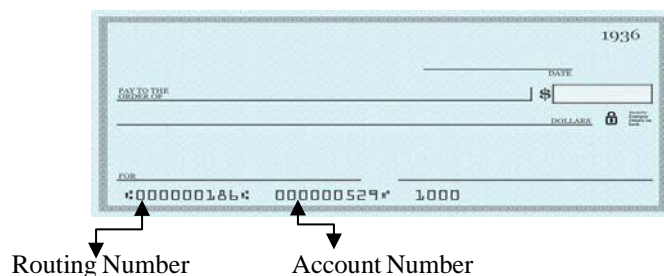 1936
DATE
PAY TO THE
ORDER OF
$
DOLLARS
FOR
⑆000000186⑆ 000000529⑈ 1000
Routing Number Account Number